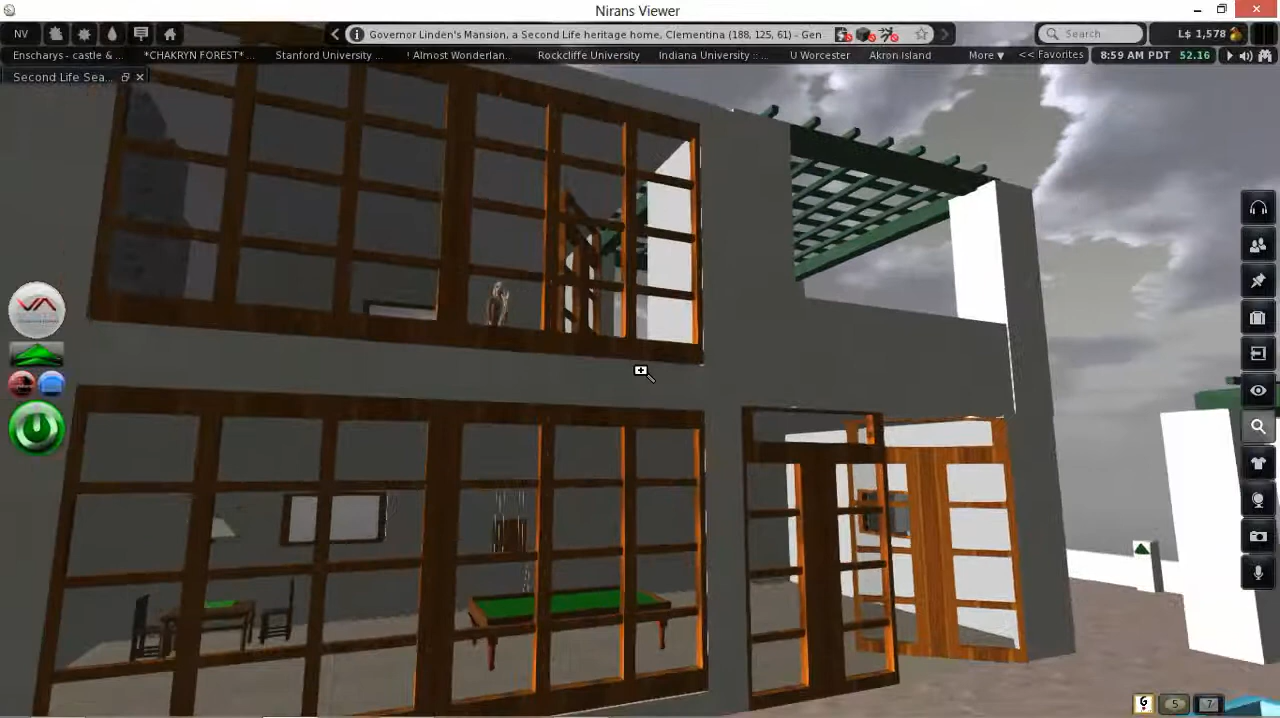 Nirans Viewer
NV
Governor Linden's Mansion, a Second Life heritage home, Clementina (188, 125, 61) - Gen
Search
L$ 1,578
Enscharys - castle &...
*CHAKRYN FOREST*...
Stanford University ...
! Almost Wonderlan..
Rockcliffe University
Indiana University :: ..
U Worcester
Akron Island
More ▾
<< Favorites
8:59 AM PDT
52.16
Second Life Sea...
VA
5
7